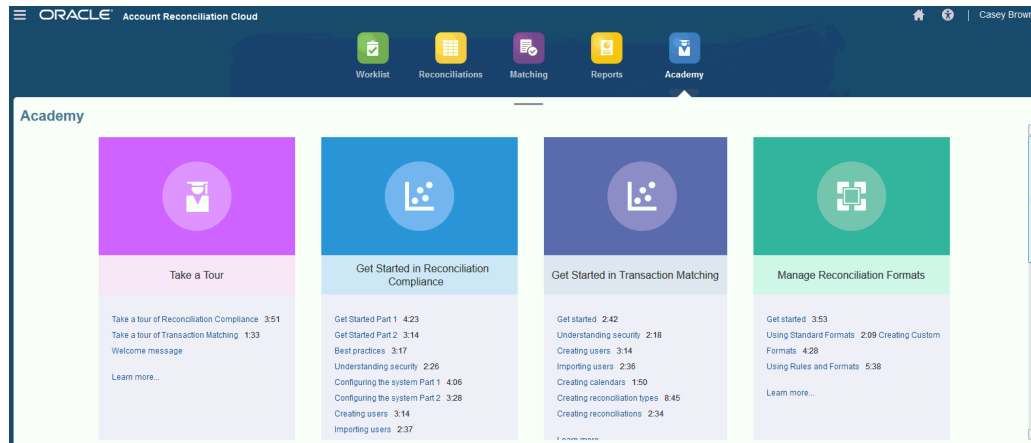 ORACLE Account Reconciliation Cloud
Casey Brown
Worklist
Reconciliations
Matching
Reports
Academy
Academy
Take a Tour
Take a tour of Reconciliation Compliance 3:51
Take a tour of Transaction Matching 1:33
Welcome message
Learn more...
Get Started in Reconciliation
Compliance
Get Started Part 1 4:23
Get Started Part 2 3:14
Best practices 3:17
Understanding security 2:26
Configuring the system Part 1 4:06
Configuring the system Part 2 3:28
Creating users 3:14
Importing users 2:37
Get Started in Transaction Matching
Get started 2:42
Understanding security 2:18
Creating users 3:14
Importing users 2:36
Creating calendars 1:50
Creating reconciliation types 8:45
Creating reconciliations 2:34
Learn more
Manage Reconciliation Formats
Get started 3:53
Using Standard Formats 2:09 Creating Custom
Formats 4:28
Using Rules and Formats 5:38
Learn more...